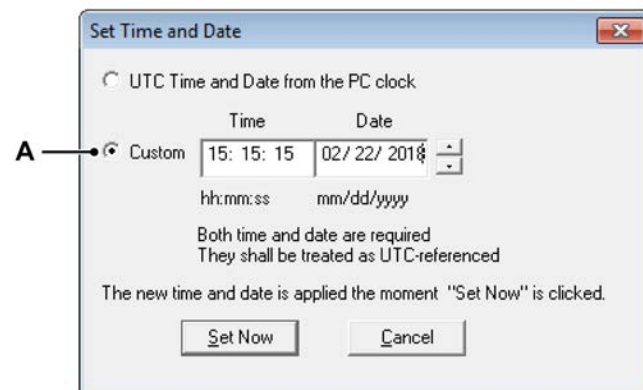 Set Time and Date
UTC Time and Date from the PC clock
Time Date
A Custom 15: 15: 15 02/ 22/ 2018
hh:mm:ss mm/dd/yyyy
Both time and date are required
They shall be treated as UTC-referenced
The new time and date is applied the moment "Set Now" is clicked.
Set Now Cancel